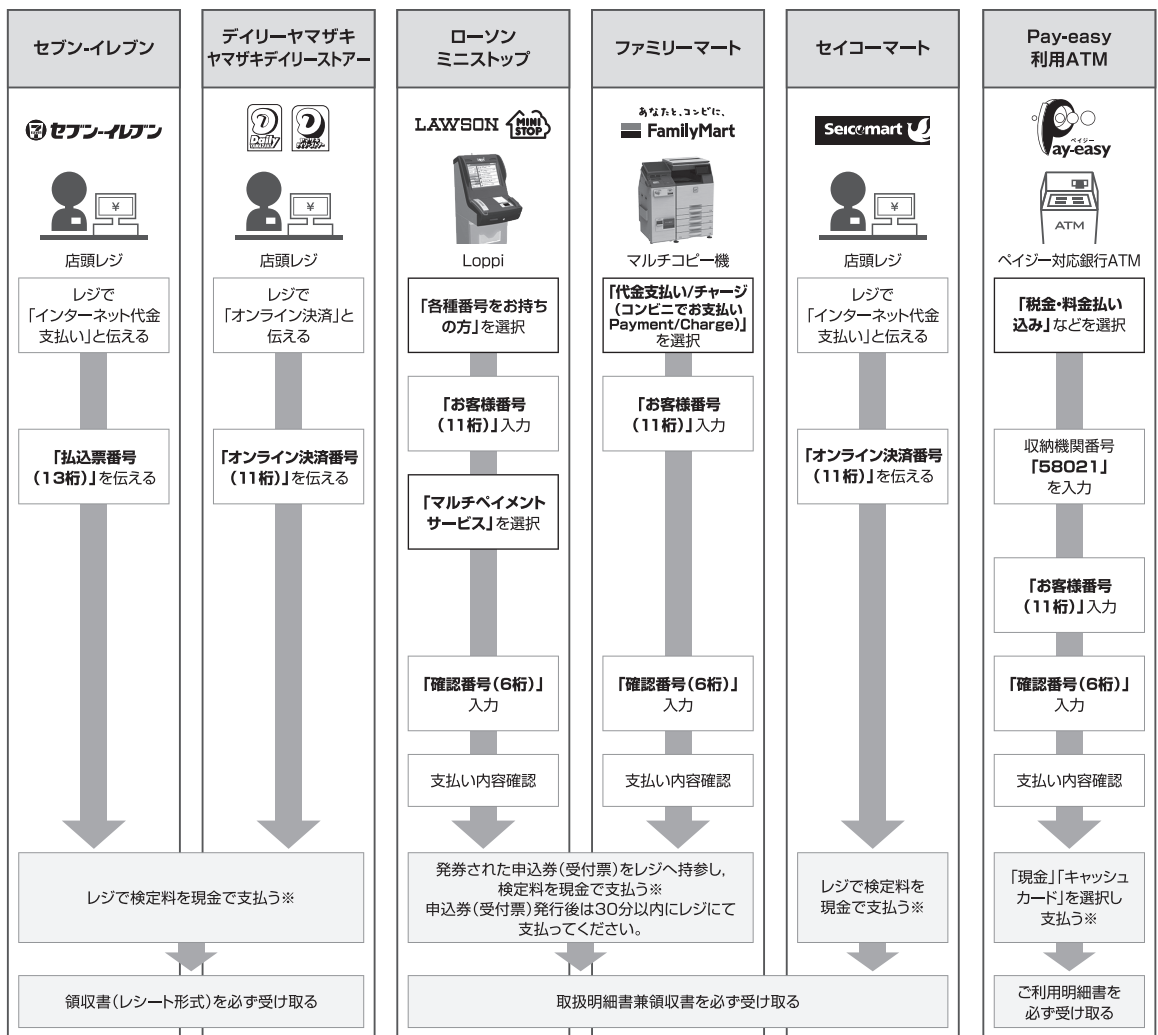 セブン-イレブン
デイリーヤマザキ
ヤマザキデイリーストアー
ローソン
ミニストップ
ファミリーマート
セイコーマート
Pay-easy
利用ATM
セブン-イレブン
Daily
LAWSON
MINI
STOP
あなたと、コンビに、
FamilyMart
Seicomart
ペイジー
Pay-easy
¥
¥
¥
ATM
店頭レジ
店頭レジ
Loppi
マルチコピー機
店頭レジ
ペイジー対応銀行ATM
レジで
「インターネット代金
支払い」と伝える
レジで
「オンライン決済」と
伝える
「各種番号をお持ち
の方」を選択
「代金支払い/チャージ
(コンビニでお支払い
Payment/Charge)」
を選択
レジで
「インターネット代金
支払い」と伝える
「税金・料金払い
込み」などを選択
「お客様番号
(11桁)」入力
「お客様番号
(11桁)」入力
「払込票番号
(13桁)」を伝える
「オンライン決済番号
(11桁)」を伝える
「マルチペイメント
サービス」を選択
「オンライン決済番号
(11桁)」を伝える
収納機関番号
「58021」
を入力
「お客様番号
(11桁)」入力
「確認番号(6桁)」
入力
「確認番号(6桁)」
入力
「確認番号(6桁)」
入力
支払い内容確認
支払い内容確認
支払い内容確認
レジで検定料を現金で支払う※
発券された申込券(受付票)をレジへ持参し,
検定料を現金で支払う※
申込券(受付票)発行後は30分以内にレジにて
支払ってください。
レジで検定料を
現金で支払う※
「現金」「キャッシュ
カード」を選択し
支払う※
領収書(レシート形式)を必ず受け取る
取扱明細書兼領収書を必ず受け取る
ご利用明細書を
必ず受け取る